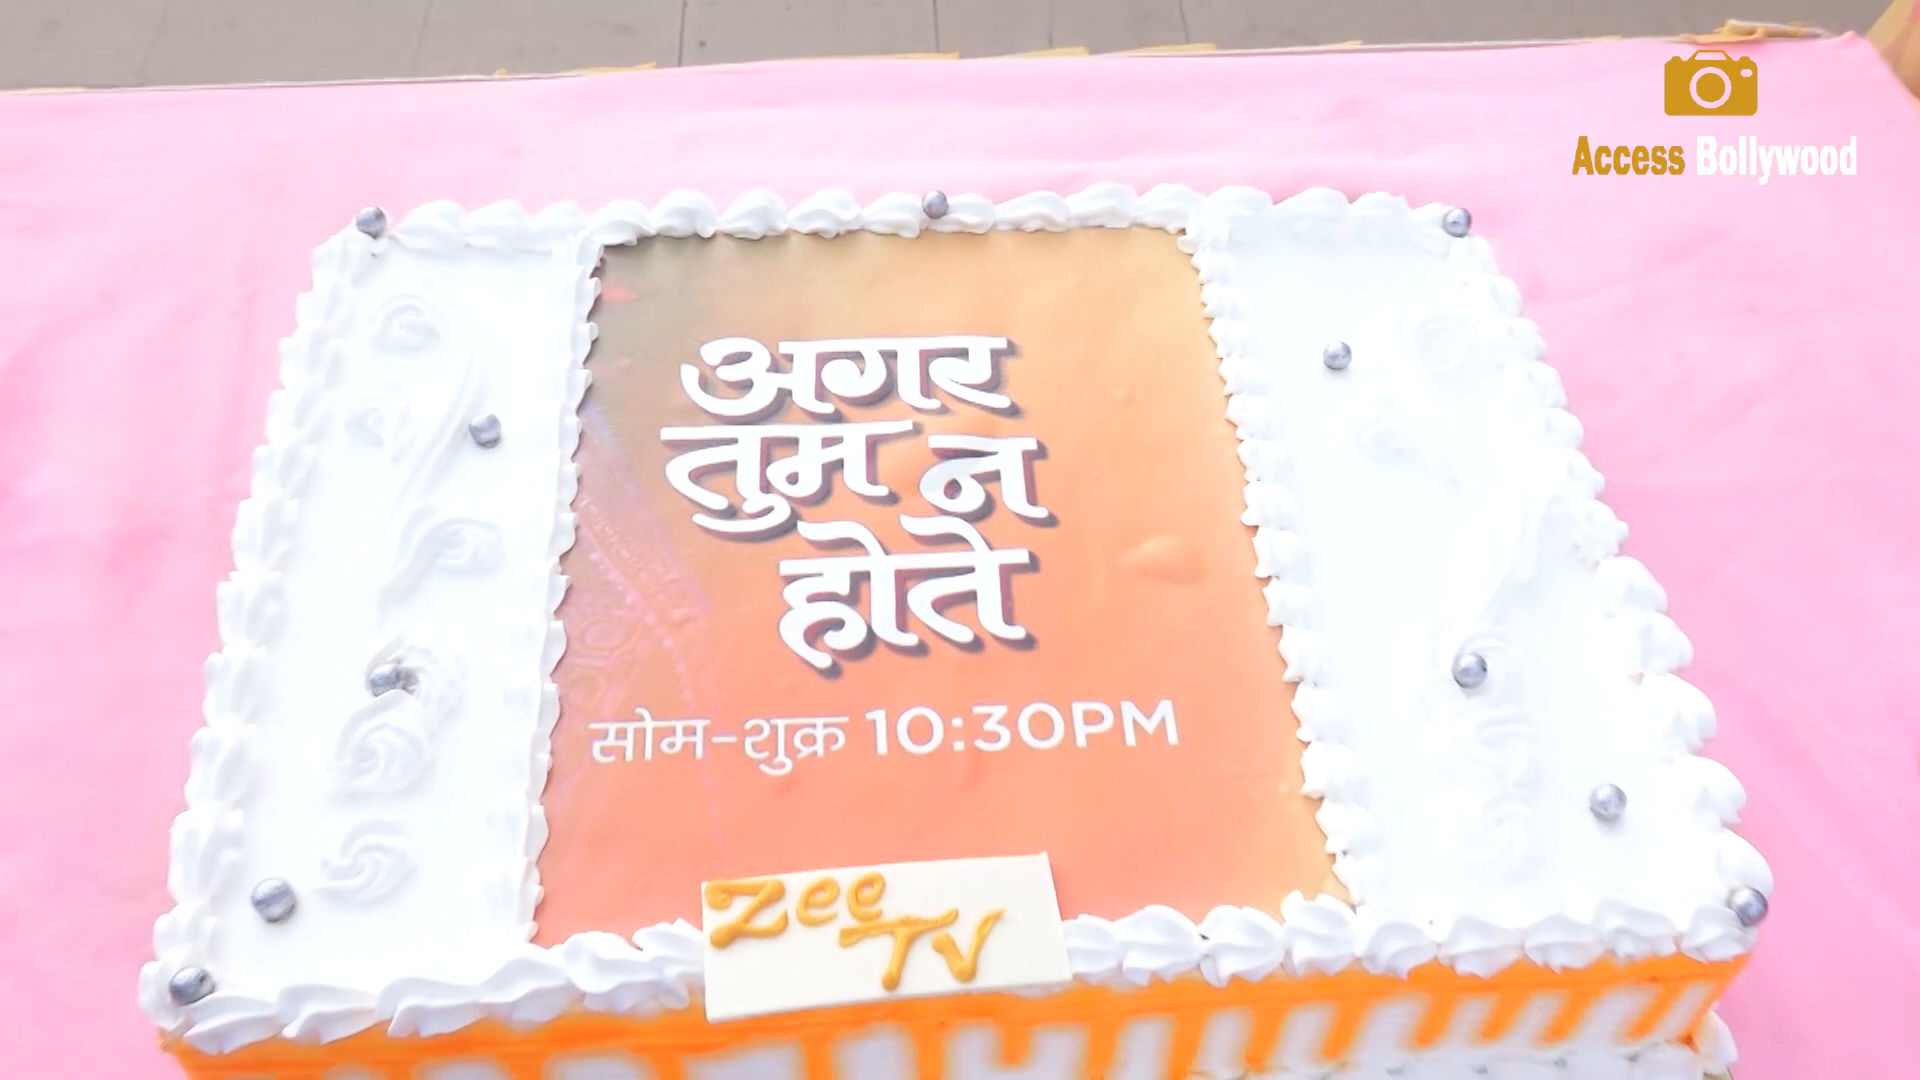 Access Bollywood
अगर
तुम न
होते
सोम-शुक्र 10:30PM
zee
TV